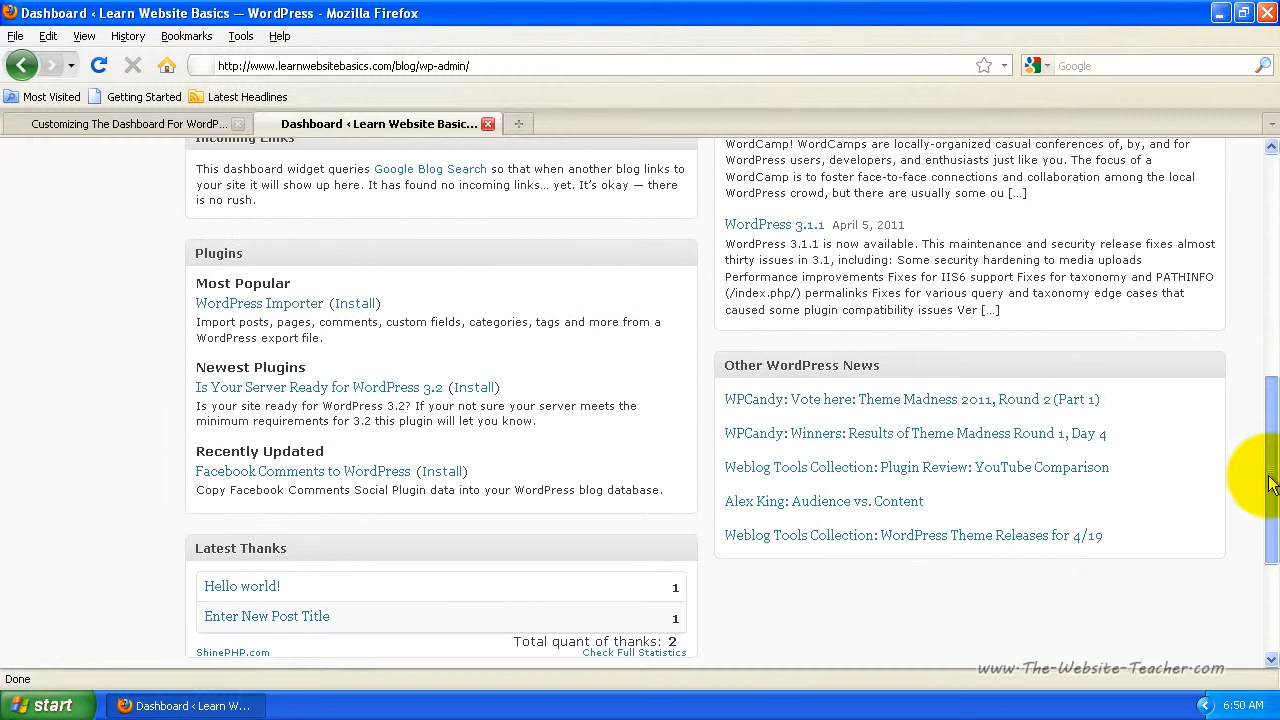 Dashboard ‹ Learn Website Basics — WordPress - Mozilla Firefox
File Edit View History Bookmarks Tools Help
http://www.learnwebsitebasics.com/blog/wp-admin/
Google
Most Visited Getting Started Latest Headlines
Customizing The Dashboard For WordP...
Dashboard ‹ Learn Website Basic...
Incoming Links
This dashboard widget queries Google Blog Search so that when another blog links to
your site it will show up here. It has found no incoming links... yet. It's okay — there
is no rush.
Plugins
Most Popular
WordPress Importer (Install)
Import posts, pages, comments, custom fields, categories, tags and more from a
WordPress export file.
Newest Plugins
Is Your Server Ready for WordPress 3.2 (Install)
Is your site ready for WordPress 3.2? If your not sure your server meets the
minimum requirements for 3.2 this plugin will let you know.
Recently Updated
Facebook Comments to WordPress (Install)
Copy Facebook Comments Social Plugin data into your WordPress blog database.
Latest Thanks
Hello world! 1
Enter New Post Title 1
Total quant of thanks: 2
ShinePHP.com Check Full Statistics
WordCamp! WordCamps are locally-organized casual conferences of, by, and for
WordPress users, developers, and enthusiasts just like you. The focus of a
WordCamp is to foster face-to-face connections and collaboration among the local
WordPress crowd, but there are usually some ou [...]
WordPress 3.1.1 April 5, 2011
WordPress 3.1.1 is now available. This maintenance and security release fixes almost
thirty issues in 3.1, including: Some security hardening to media uploads
Performance improvements Fixes for IIS6 support Fixes for taxonomy and PATHINFO
(/index.php/) permalinks Fixes for various query and taxonomy edge cases that
caused some plugin compatibility issues Ver [...]
Other WordPress News
WPCandy: Vote here: Theme Madness 2011, Round 2 (Part 1)
WPCandy: Winners: Results of Theme Madness Round 1, Day 4
Weblog Tools Collection: Plugin Review: YouTube Comparison
Alex King: Audience vs. Content
Weblog Tools Collection: WordPress Theme Releases for 4/19
www.The-Website-Teacher.com
Done
start
Dashboard ‹ Learn W...
6:50 AM